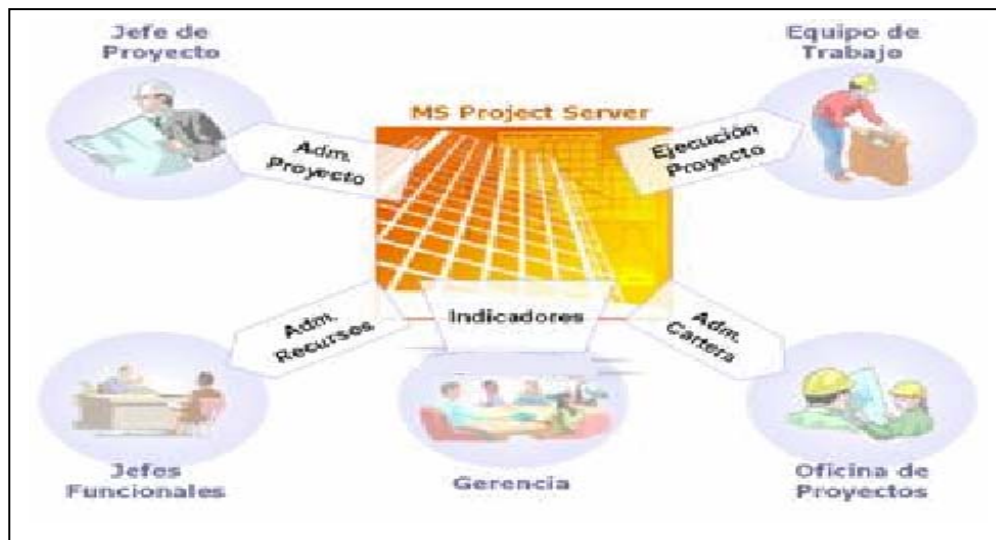 Jefe de
Proyecto
Equipo de
Trabajo
MS Project Server
Adm.
Proyecto
Ejecución
Proyecto
Adm.
Recursos
Indicadores
Adm.
Cartera
Jefes
Funcionales
Gerencia
Oficina de
Proyectos